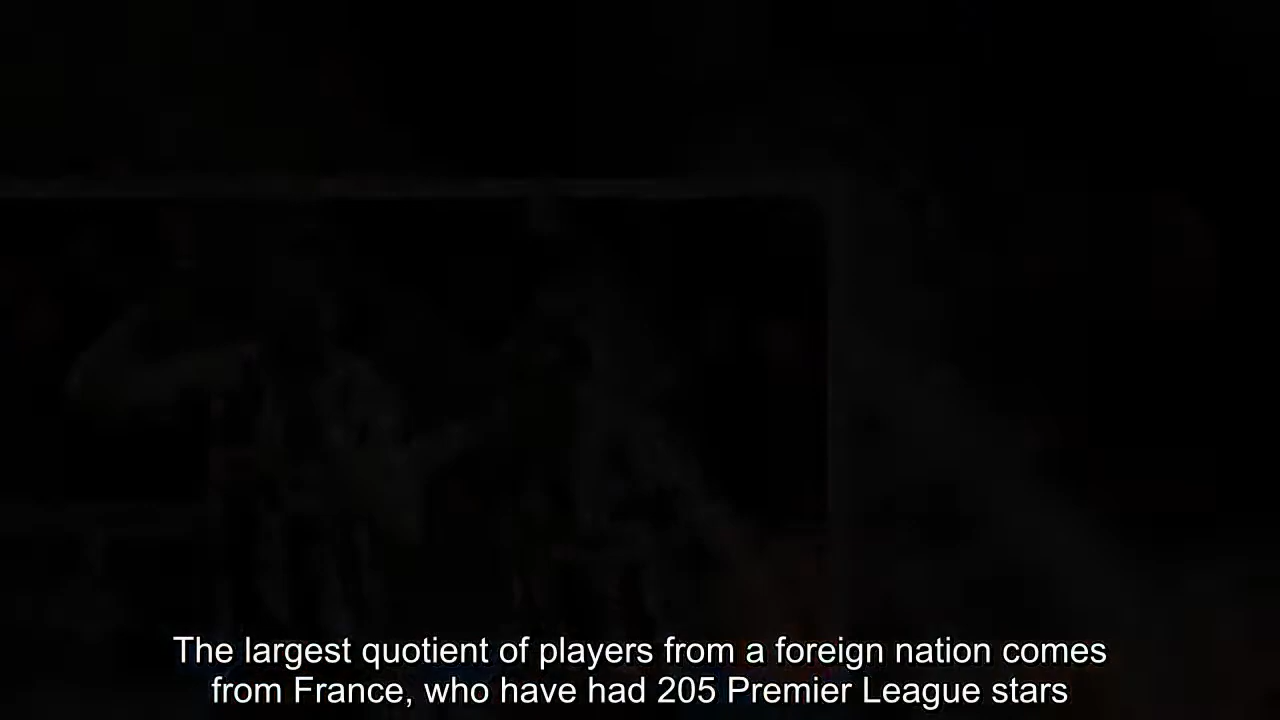 The largest quotient of players from a foreign nation comes
from France, who have had 205 Premier League stars